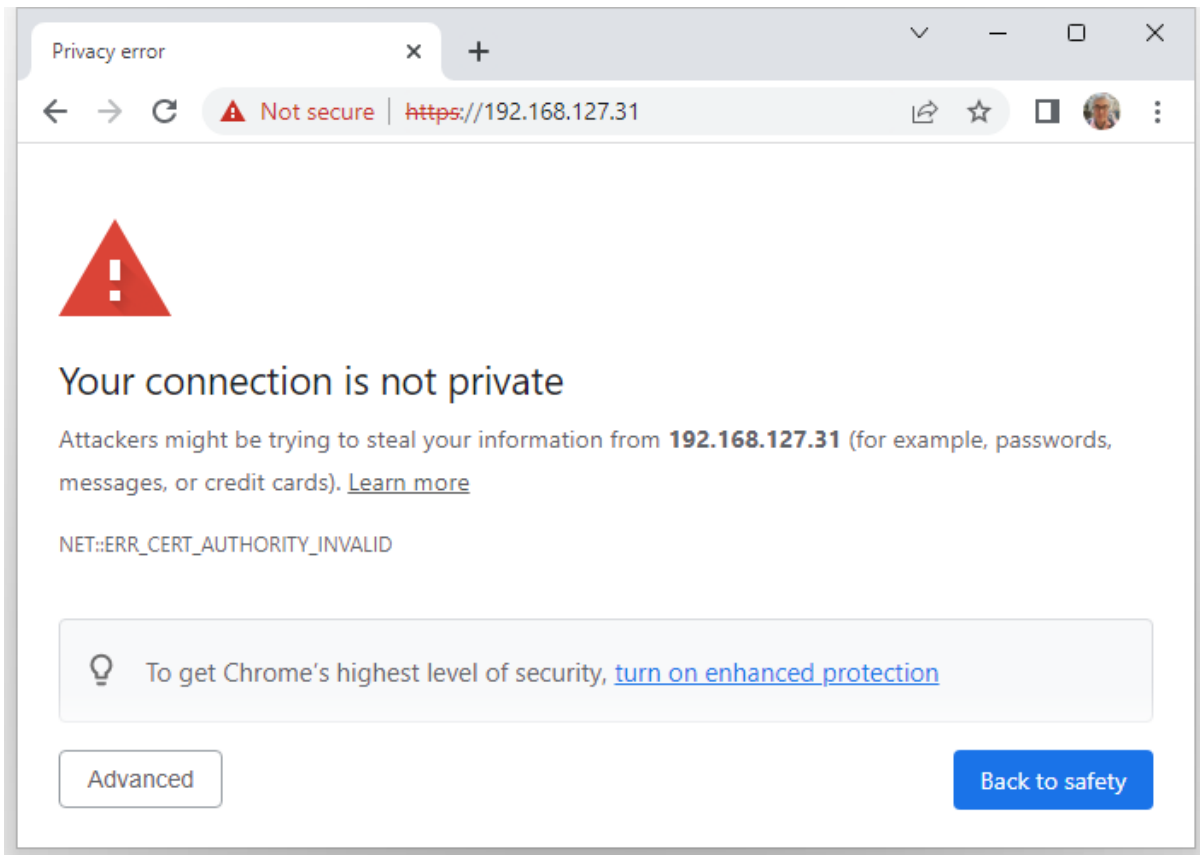 Privacy error
Not secure https://192.168.127.31
Your connection is not private
Attackers might be trying to steal your information from 192.168.127.31 (for example, passwords,
messages, or credit cards). Learn more
NET::ERR_CERT_AUTHORITY_INVALID
To get Chrome’s highest level of security, turn on enhanced protection
Advanced
Back to safety